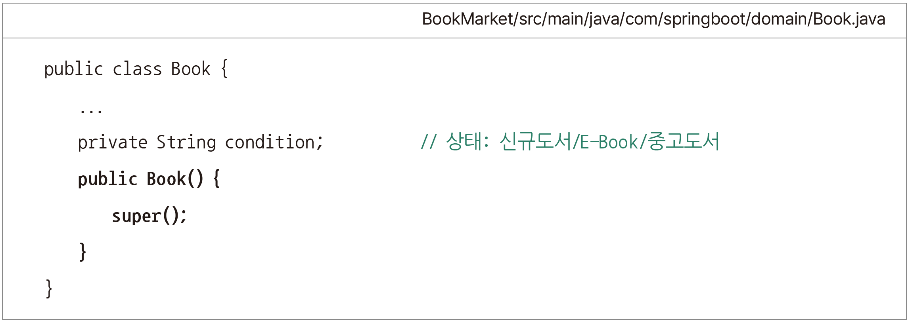 BookMarket/src/main/java/com/springboot/domain/Book.java
public class Book {
...
private String condition; // 상태: 신규도서/E-Book/중고도서
public Book() {
super();
}
}